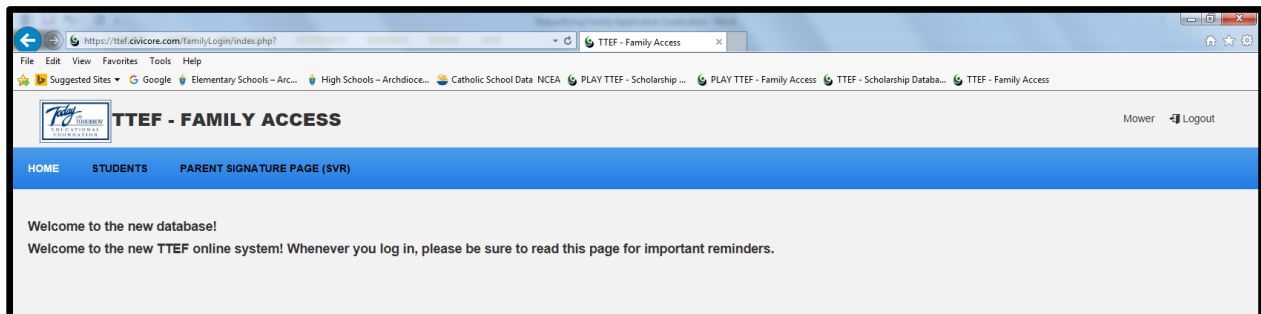 https://ttef.civicore.com/familyLogin/index.php?
TTEF - Family Access
File Edit View Favorites Tools Help
Suggested Sites Google Elementary Schools – Arc... High Schools – Archdioce... Catholic School Data NCEA PLAY TTEF - Scholarship ... PLAY TTEF - Family Access TTEF - Scholarship Databa... TTEF - Family Access
Today AND TOMORROW
EDUCATIONAL
FOUNDATION
TTEF - FAMILY ACCESS
Mower Logout
HOME STUDENTS PARENT SIGNATURE PAGE (SVR)
Welcome to the new database!
Welcome to the new TTEF online system! Whenever you log in, please be sure to read this page for important reminders.